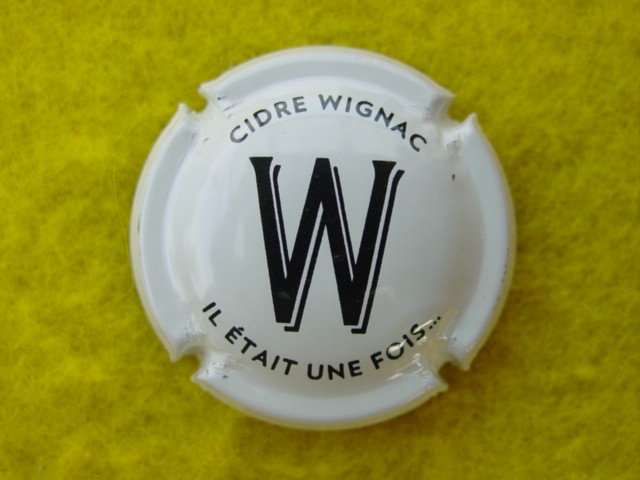 CIDRE WIGNAC
W
IL ÉTAIT UNE FOIS...